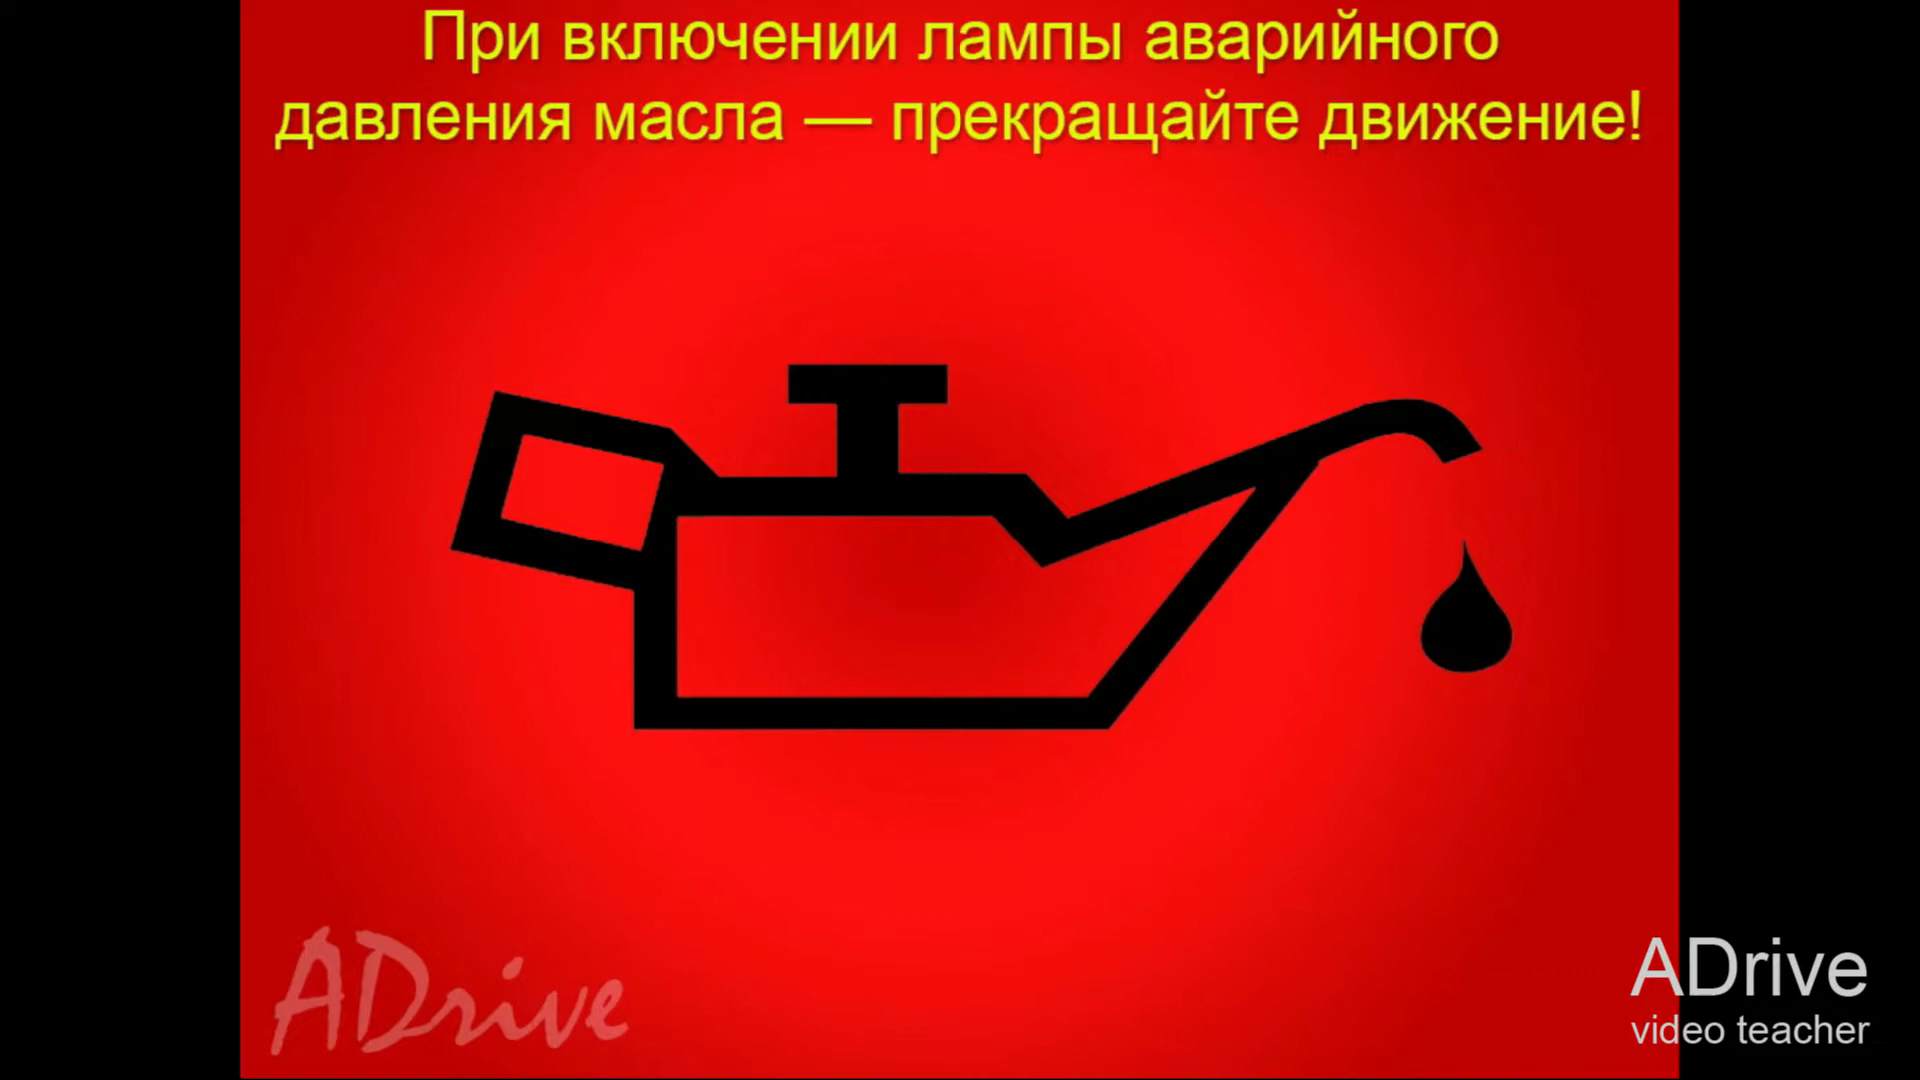 При включении лампы аварийного
давления масла — прекращайте движение!
ADrive
ADrive
video teacher